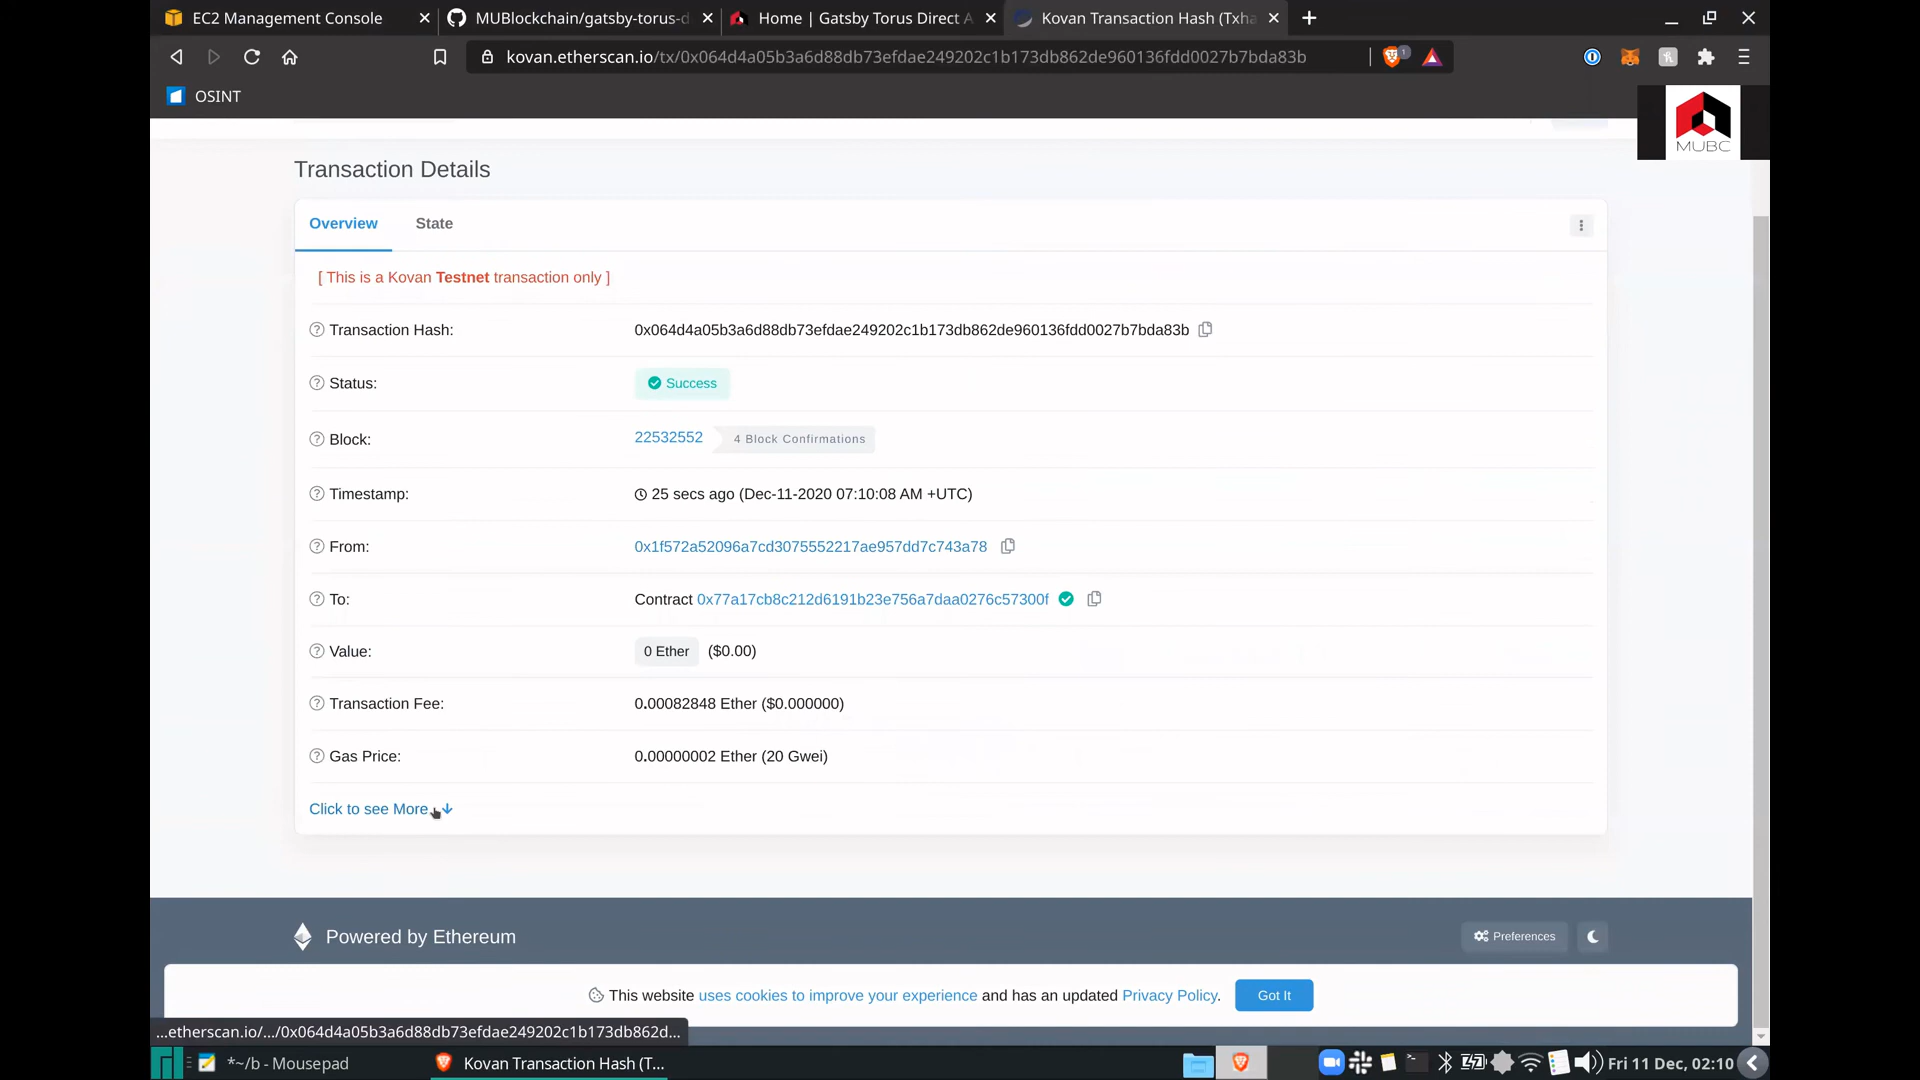 EC2 Management Console
MUBlockchain/gatsby-torus-d
Home | Gatsby Torus Direct A
Kovan Transaction Hash (Txha
kovan.etherscan.io/tx/0x064d4a05b3a6d88db73efdae249202c1b173db862de960136fdd0027b7bda83b
1
OSINT
MUBC
Transaction Details
Overview
State
[ This is a Kovan Testnet transaction only ]
Transaction Hash:
0x064d4a05b3a6d88db73efdae249202c1b173db862de960136fdd0027b7bda83b
Status:
Success
Block:
22532552
4 Block Confirmations
Timestamp:
25 secs ago (Dec-11-2020 07:10:08 AM +UTC)
From:
0x1f572a52096a7cd3075552217ae957dd7c743a78
To:
Contract 0x77a17cb8c212d6191b23e756a7daa0276c57300f
Value:
0 Ether ($0.00)
Transaction Fee:
0.00082848 Ether ($0.000000)
Gas Price:
0.00000002 Ether (20 Gwei)
Click to see More
Powered by Ethereum
Preferences
This website uses cookies to improve your experience and has an updated Privacy Policy.
Got It
...etherscan.io/.../0x064d4a05b3a6d88db73efdae249202c1b173db862d...
*~/b - Mousepad
Kovan Transaction Hash (T...
Fri 11 Dec, 02:10